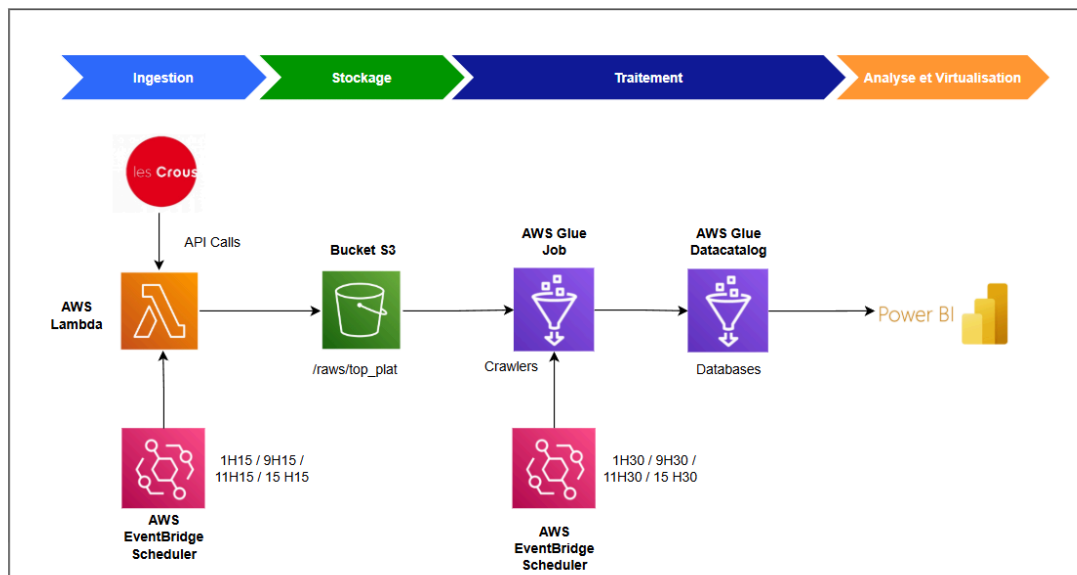 Ingestion
Stockage
Traitement
Analyse et Virtualisation
les Crous
API Calls
Bucket S3
AWS Glue
Job
AWS Glue
Datacatalog
AWS
Lambda
Power BI
/raws/top_plat
Crawlers
Databases
1H15 / 9H15 /
11H15 / 15 H15
1H30 / 9H30 /
11H30 / 15 H30
AWS
EventBridge
Scheduler
AWS
EventBridge
Scheduler